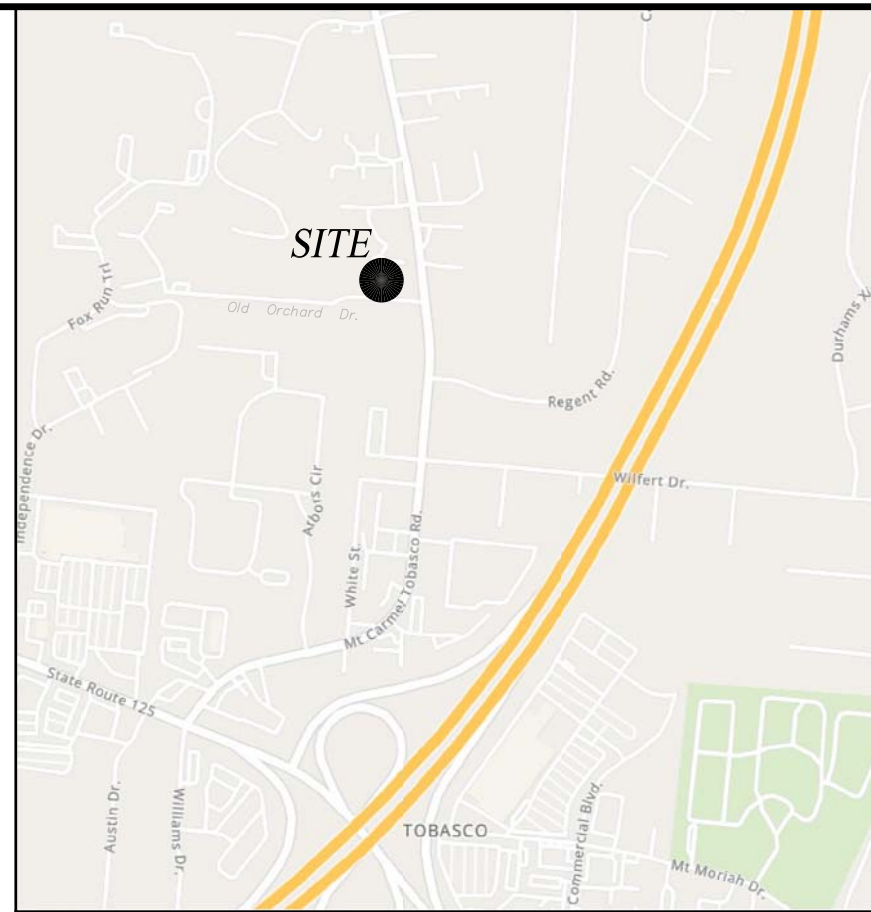 SITE
Fox Run Trl
Old Orchard Dr.
Durhams
Regent Rd.
Independence Dr.
Wilfert Dr.
Arbors Cir
White St.
Mt Carmel Tobasco Rd.
State Route 125
Austin Dr.
Williams Dr.
TOBASCO
Commercial Blvd.
Mt Moriah Dr.